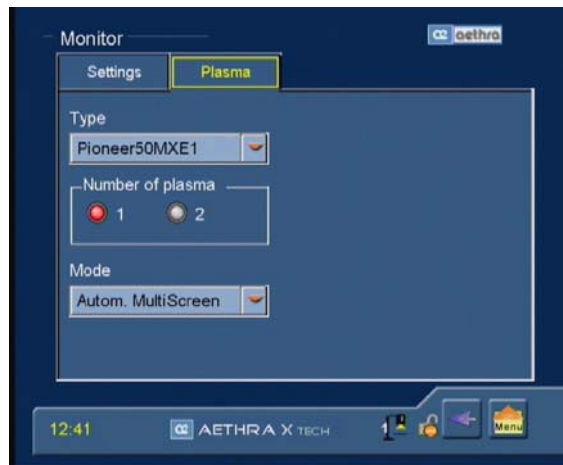 Monitor
aethra
Settings
Plasma
Type
Pioneer50MXE1
Number of plasma
1
2
Mode
Autom. MultiScreen
12:41
AETHRA X TECH
1
Menu